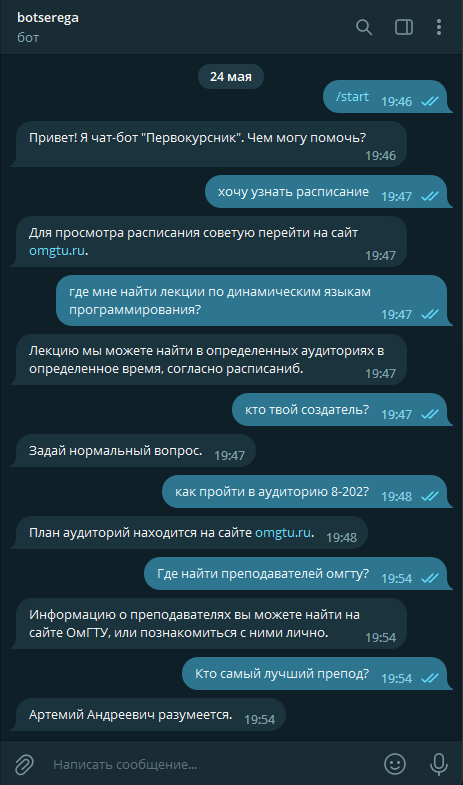 botserega
бот
24 мая
/start 19:46
Привет! Я чат-бот "Первокурсник". Чем могу помочь?
19:46
хочу узнать расписание 19:47
Для просмотра расписания советую перейти на сайт
omgtu.ru. 19:47
где мне найти лекции по динамическим языкам
программирования? 19:47
Лекцию мы можете найти в определенных аудиториях в
определенное время, согласно расписаниб. 19:47
кто твой создатель? 19:47
Задай нормальный вопрос. 19:47
как пройти в аудиторию 8-202? 19:48
План аудиторий находится на сайте omgtu.ru. 19:48
Где найти преподавателей омгту? 19:54
Информацию о преподавателях вы можете найти на
сайте ОмГТУ, или познакомиться с ними лично. 19:54
Кто самый лучший препод? 19:54
Артемий Андреевич разумеется. 19:54
Написать сообщение...